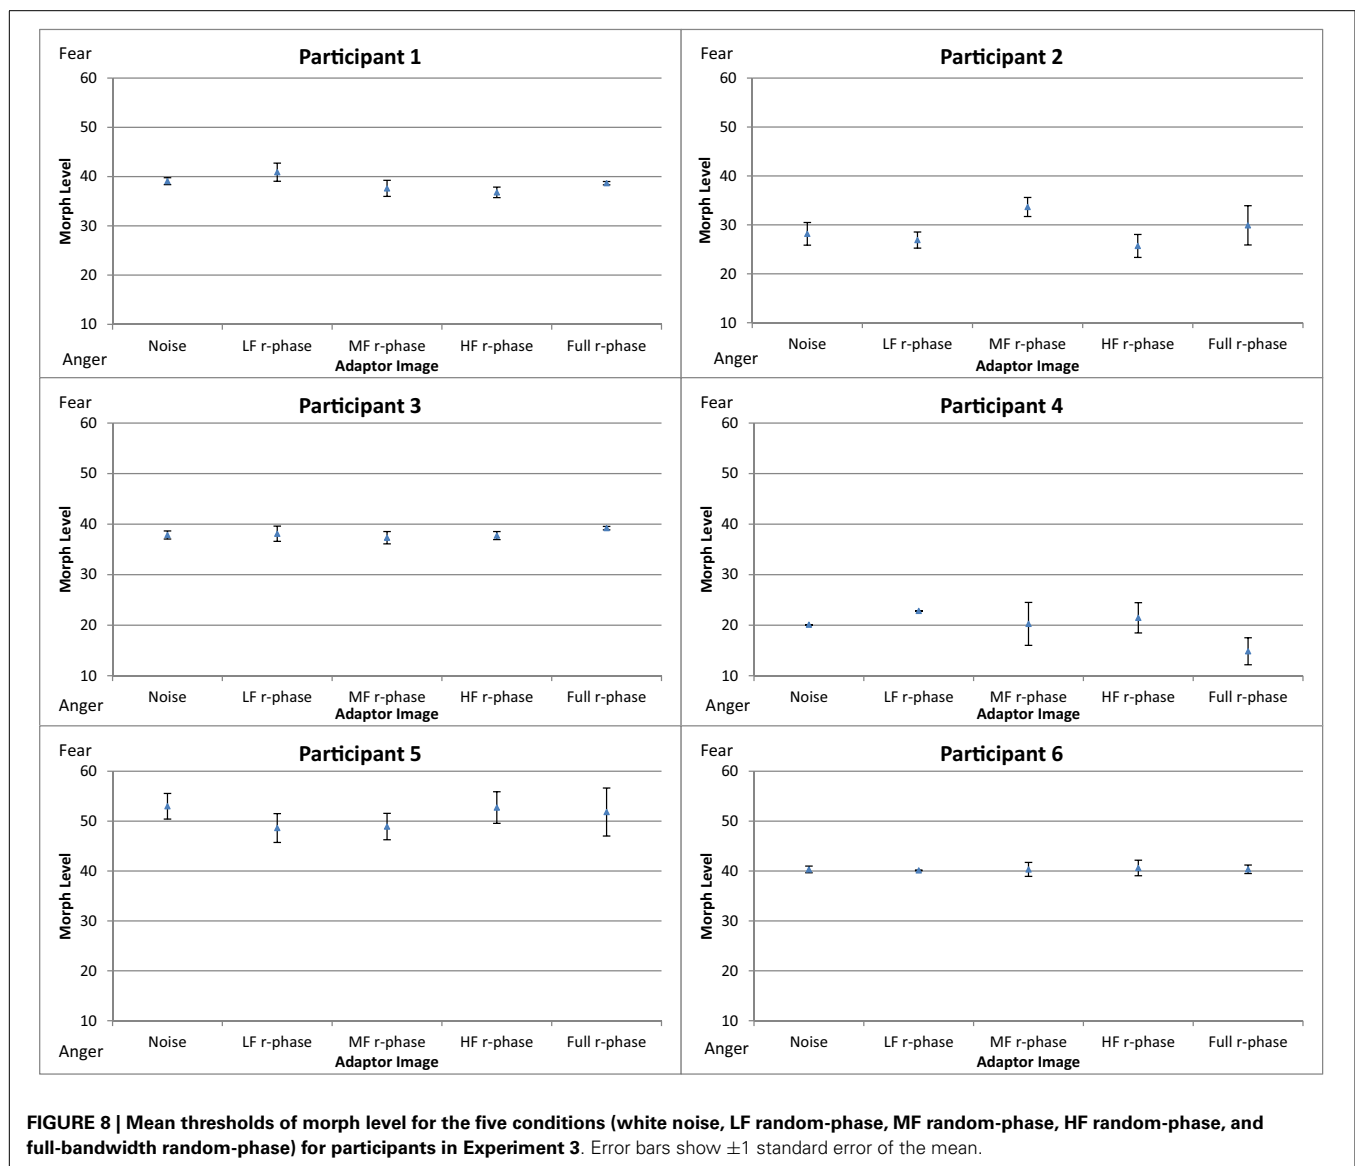 Fear
Participant 1
60
50
40
30
20
10
Morph Level
Anger
Noise LF r-phase MF r-phase HF r-phase Full r-phase
Adaptor Image
Fear
Participant 2
60
50
40
30
20
10
Morph Level
Anger
Noise LF r-phase MF r-phase HF r-phase Full r-phase
Adaptor Image
Fear
Participant 3
60
50
40
30
20
10
Morph Level
Anger
Noise LF r-phase MF r-phase HF r-phase Full r-phase
Adaptor Image
Fear
Participant 4
60
50
40
30
20
10
Morph Level
Anger
Noise LF r-phase MF r-phase HF r-phase Full r-phase
Adaptor Image
Fear
Participant 5
60
50
40
30
20
10
Morph Level
Anger
Noise LF r-phase MF r-phase HF r-phase Full r-phase
Adaptor Image
Fear
Participant 6
60
50
40
30
20
10
Morph Level
Anger
Noise LF r-phase MF r-phase HF r-phase Full r-phase
Adaptor Image
FIGURE 8 | Mean thresholds of morph level for the five conditions (white noise, LF random-phase, MF random-phase, HF random-phase, and
full-bandwidth random-phase) for participants in Experiment 3. Error bars show ±1 standard error of the mean.